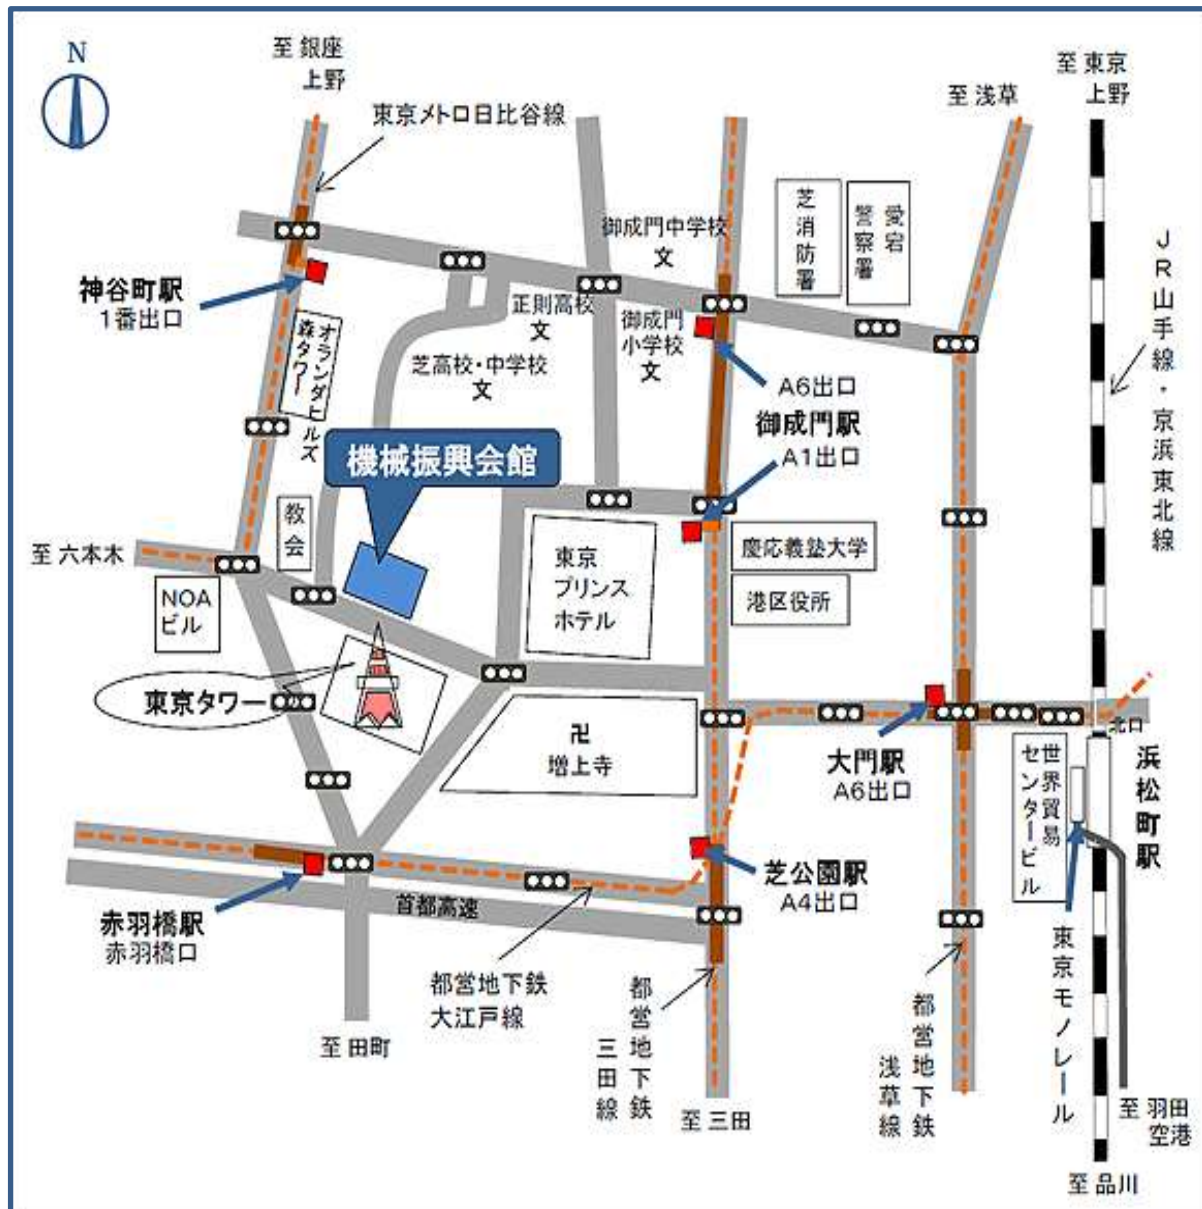 N
至 銀座
上野
東京メトロ日比谷線
至 浅草
至 東京
上野
神谷町駅
1番出口
オランダヒルズ
森タワー
正則高校
文
芝高校・中学校
文
御成門中学校
文
御成門
小学校
文
芝消防署
愛宕
警察署
A6出口
御成門駅
A1出口
JR山手線・京浜東北線
機械振興会館
教会
至 六本木
NOA
ビル
東京タワー
東京
プリンス
ホテル
慶応義塾大学
港区役所
卍
増上寺
大門駅
A6出口
北口
浜松町駅
世界貿易
センタービル
赤羽橋駅
赤羽橋口
首都高速
芝公園駅
A4出口
都営地下鉄
大江戸線
都営地下鉄
三田線
都営地下鉄
浅草線
東京モノレール
至 田町
至 三田
至 羽田
空港
至 品川